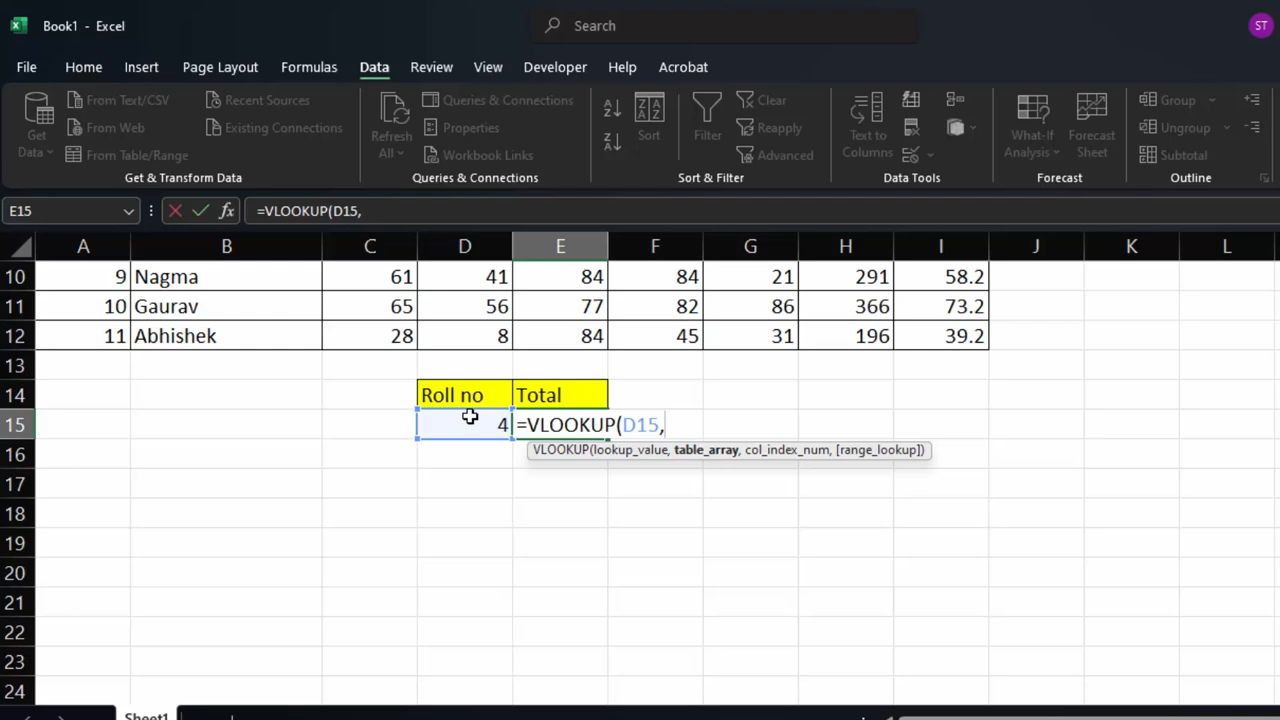 Book1 - Excel
Search
ST
File Home Insert Page Layout Formulas Data Review View Developer Help Acrobat
Get Data
From Text/CSV
From Web
From Table/Range
Recent Sources
Existing Connections
Get & Transform Data
Refresh All
Queries & Connections
Properties
Workbook Links
Queries & Connections
Sort
Filter
Clear
Reapply
Advanced
Sort & Filter
Text to Columns
Data Tools
What-If Analysis
Forecast Sheet
Forecast
Group
Ungroup
Subtotal
Outline
E15 fx =VLOOKUP(D15,
A B C D E F G H I J K L
10 9 Nagma 61 41 84 84 21 291 58.2
11 10 Gaurav 65 56 77 82 86 366 73.2
12 11 Abhishek 28 8 84 45 31 196 39.2
13
14 Roll no Total
15 4 =VLOOKUP(D15,
VLOOKUP(lookup_value, table_array, col_index_num, [range_lookup])
16
17
18
19
20
21
22
23
24
Sheet1